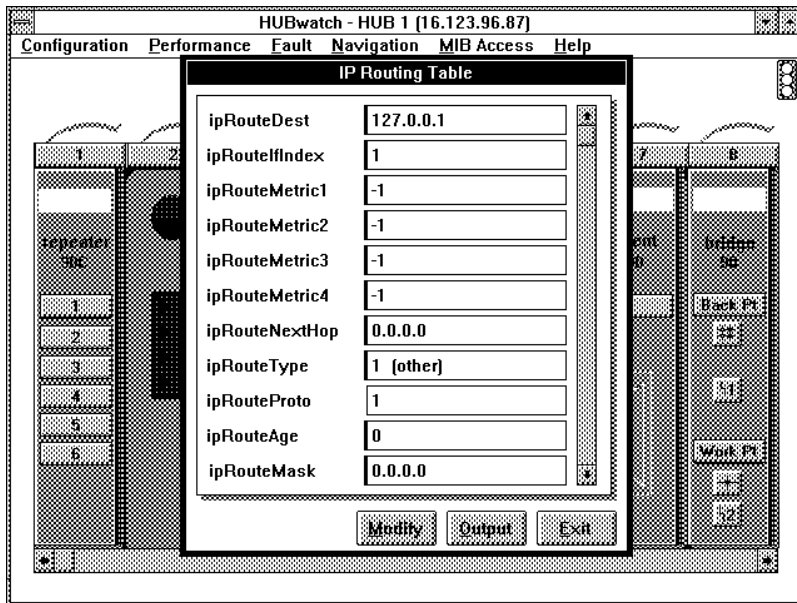 HUBwatch - HUB 1 (16.123.96.87)
Configuration Performance Fault Navigation MIB Access Help
IP Routing Table
ipRouteDest 127.0.0.1
ipRouteIfIndex 1
ipRouteMetric1 -1
ipRouteMetric2 -1
ipRouteMetric3 -1
ipRouteMetric4 -1
ipRouteNextHop 0.0.0.0
ipRouteType 1 (other)
ipRouteProto 1
ipRouteAge 0
ipRouteMask 0.0.0.0
Modify Output Exit
1
repeater
90C
1
2
3
4
5
6
7
8
bridge
90
Back Pt
Work Pt